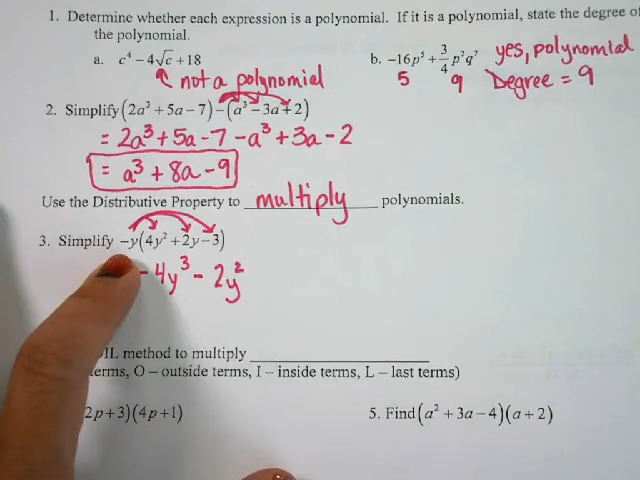 1. Determine whether each expression is a polynomial. If it is a polynomial, state the degree of
the polynomial.
a. c⁴ − 4√c + 18
not a polynomial
b. −16p⁵ + 3/4 p²q⁷
5 9
yes, polynomial
Degree = 9
2. Simplify (2a³ + 5a − 7) − (a³ − 3a + 2)
= 2a³ + 5a − 7 − a³ + 3a − 2
= a³ + 8a − 9
Use the Distributive Property to multiply polynomials.
3. Simplify −y(4y² + 2y − 3)
− 4y³ − 2y²
IL method to multiply
terms, O – outside terms, I – inside terms, L – last terms)
2p + 3)(4p + 1)
5. Find (a² + 3a − 4)(a + 2)